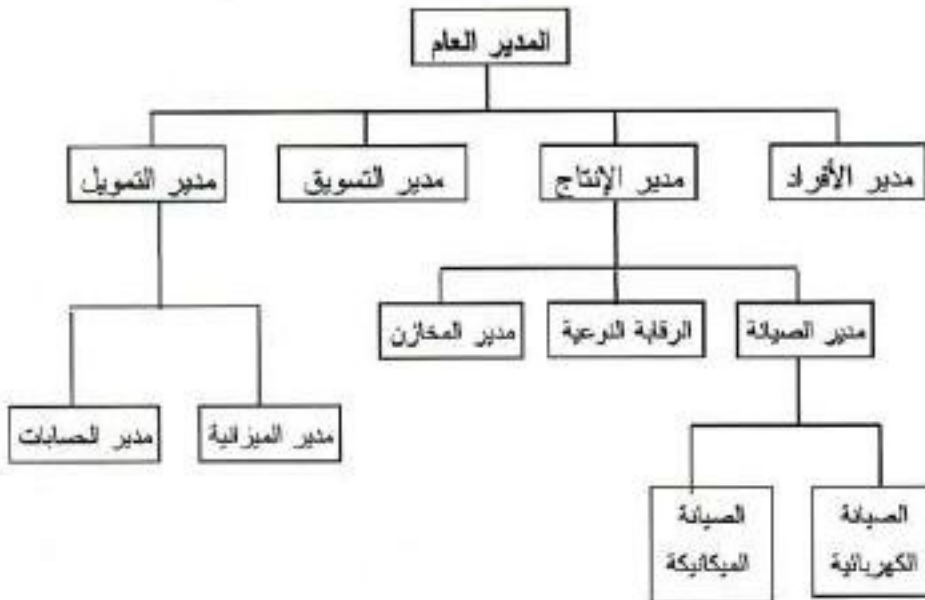 المدير العام
مدير الأفراد
مدير الإنتاج
مدير التسويق
مدير التمويل
مدير الصيانة
الرقابة النوعية
مدير المخازن
مدير الميزانية
مدير الحسابات
الصيانة
الكهربائية
الصيانة
الميكانيكة